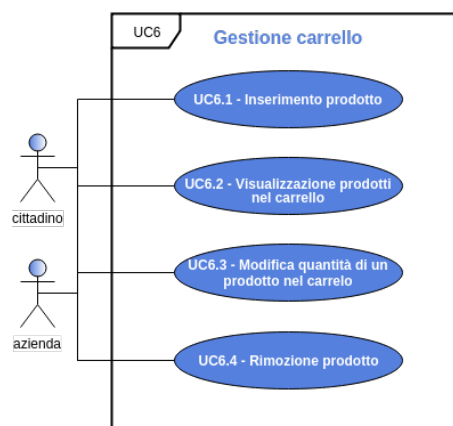 UC6
Gestione carrello
UC6.1 - Inserimento prodotto
UC6.2 - Visualizzazione prodotti
nel carrello
cittadino
UC6.3 - Modifica quantità di un
prodotto nel carrelo
azienda
UC6.4 - Rimozione prodotto